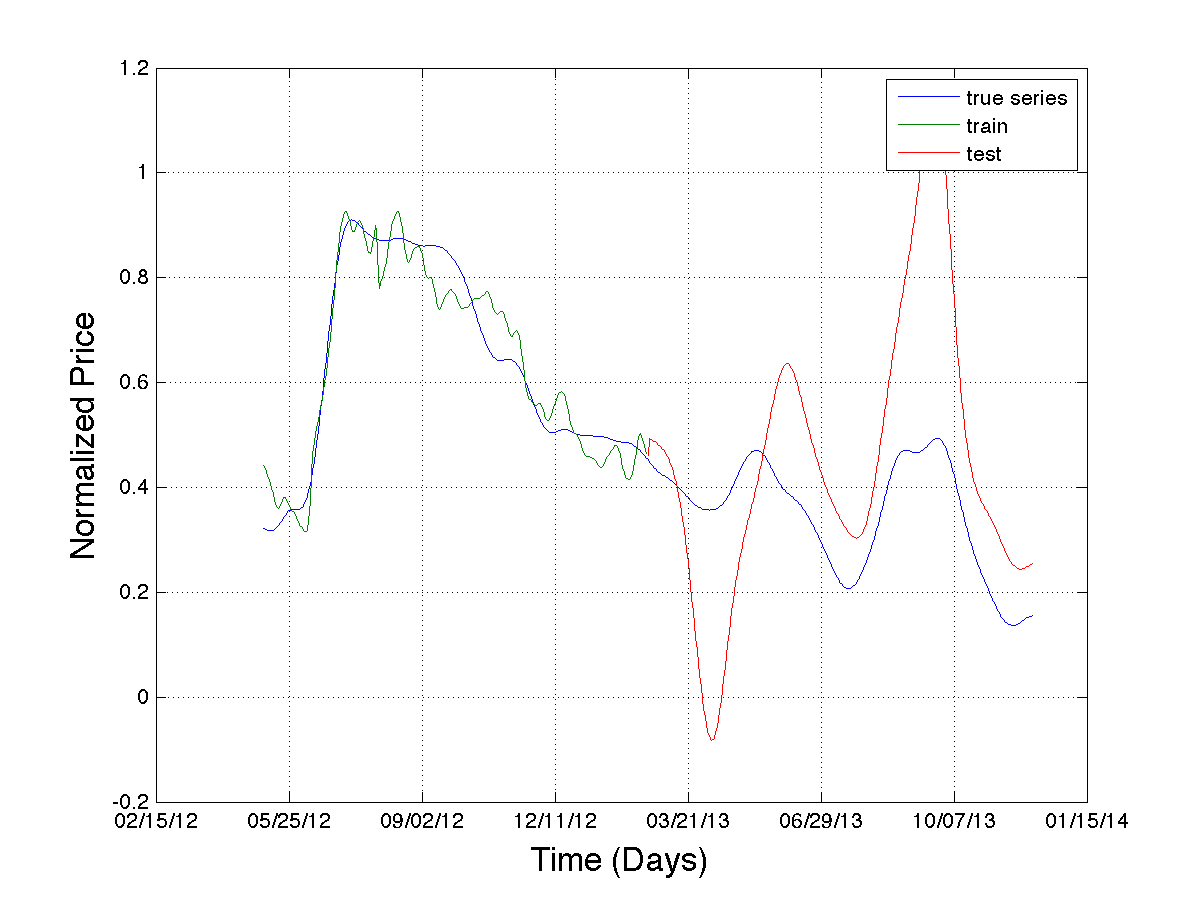 1.2
true series
train
test
1
0.8
0.6
0.4
0.2
0
-0.2
Normalized Price
02/15/12 05/25/12 09/02/12 12/11/12 03/21/13 06/29/13 10/07/13 01/15/14
Time (Days)